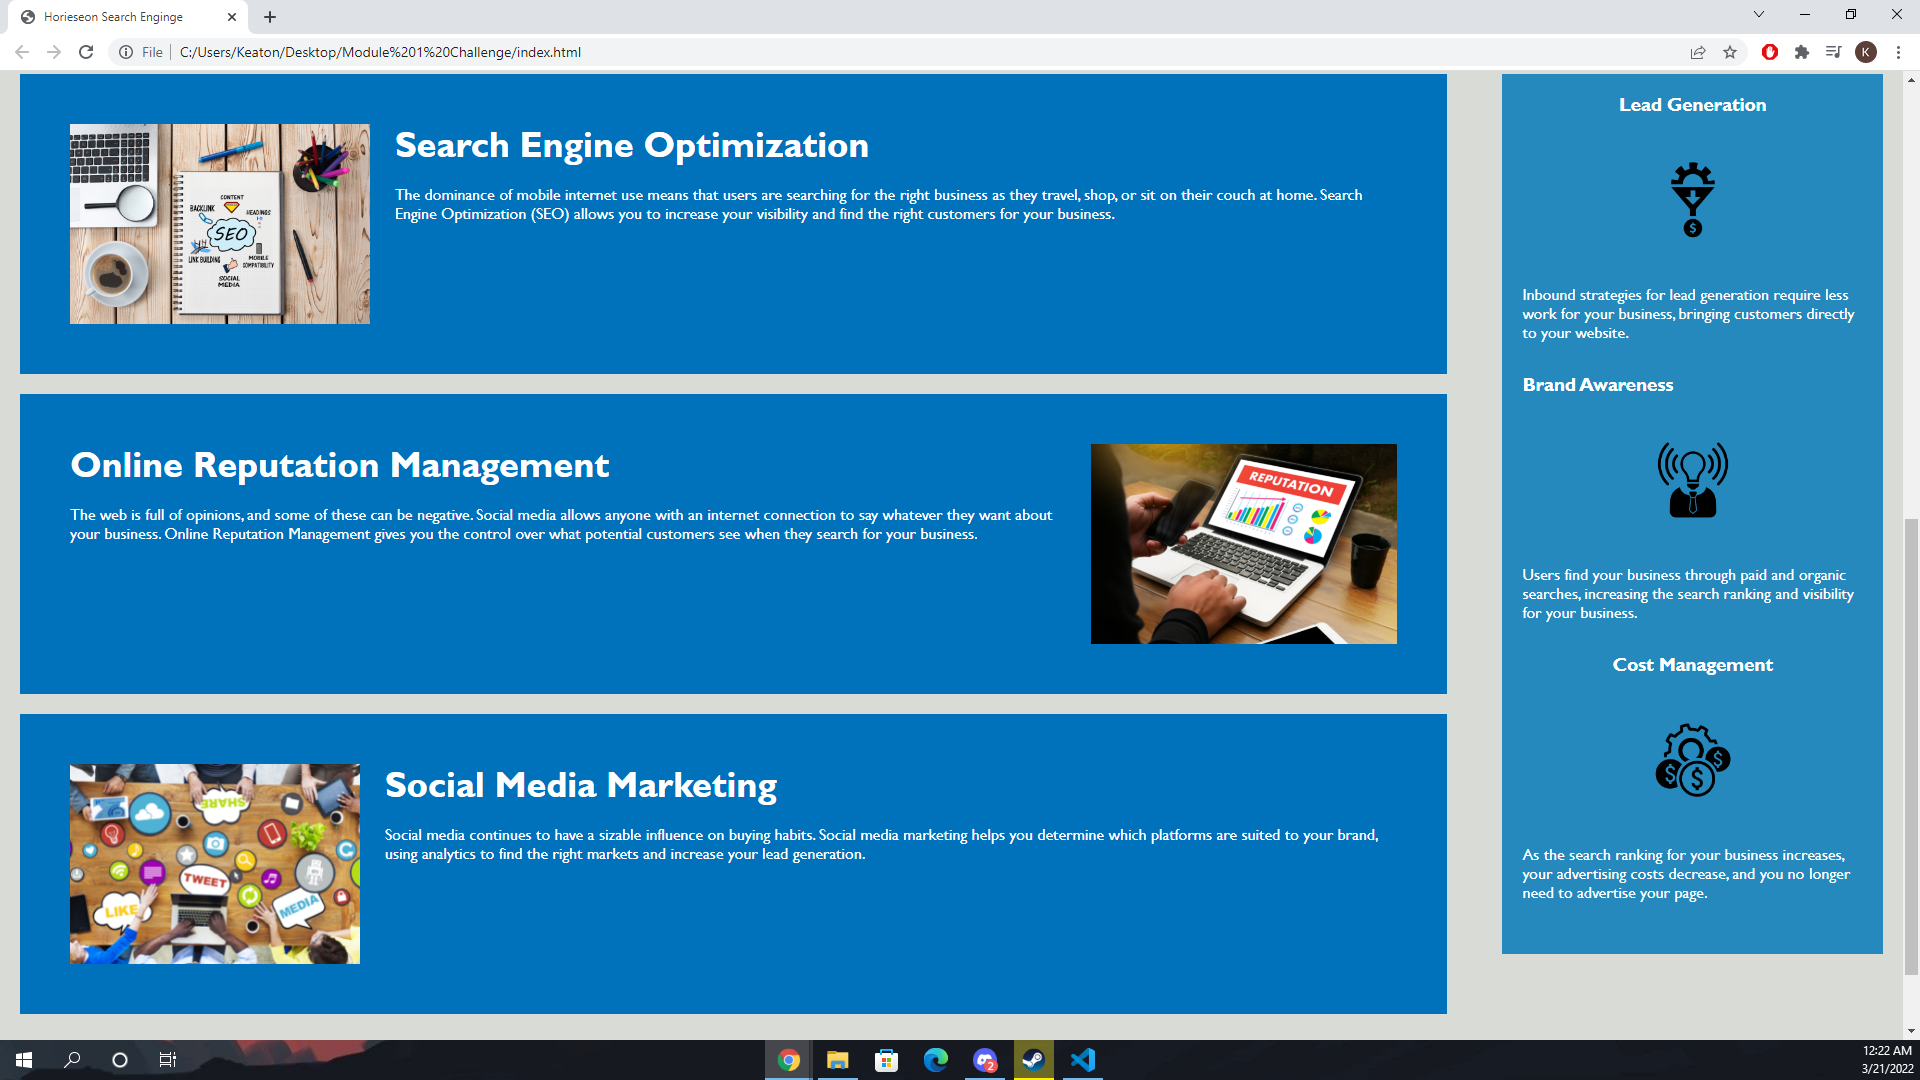 Horieseon Search Enginge
File
C:/Users/Keaton/Desktop/Module%201%20Challenge/index.html
K
CONTENT
BACKLINK
HEADINGS
SEO
LINK BUILDING
MOBILE
COMPATIBILITY
SOCIAL
MEDIA
Search Engine Optimization
The dominance of mobile internet use means that users are searching for the right business as they travel, shop, or sit on their couch at home. Search
Engine Optimization (SEO) allows you to increase your visibility and find the right customers for your business.
Online Reputation Management
The web is full of opinions, and some of these can be negative. Social media allows anyone with an internet connection to say whatever they want about
your business. Online Reputation Management gives you the control over what potential customers see when they search for your business.
REPUTATION
SHARE
TWEET
LIKE
MEDIA
Social Media Marketing
Social media continues to have a sizable influence on buying habits. Social media marketing helps you determine which platforms are suited to your brand,
using analytics to find the right markets and increase your lead generation.
Lead Generation
$
Inbound strategies for lead generation require less
work for your business, bringing customers directly
to your website.
Brand Awareness
Users find your business through paid and organic
searches, increasing the search ranking and visibility
for your business.
Cost Management
$
$
$
As the search ranking for your business increases,
your advertising costs decrease, and you no longer
need to advertise your page.
2
12:22 AM
3/21/2022